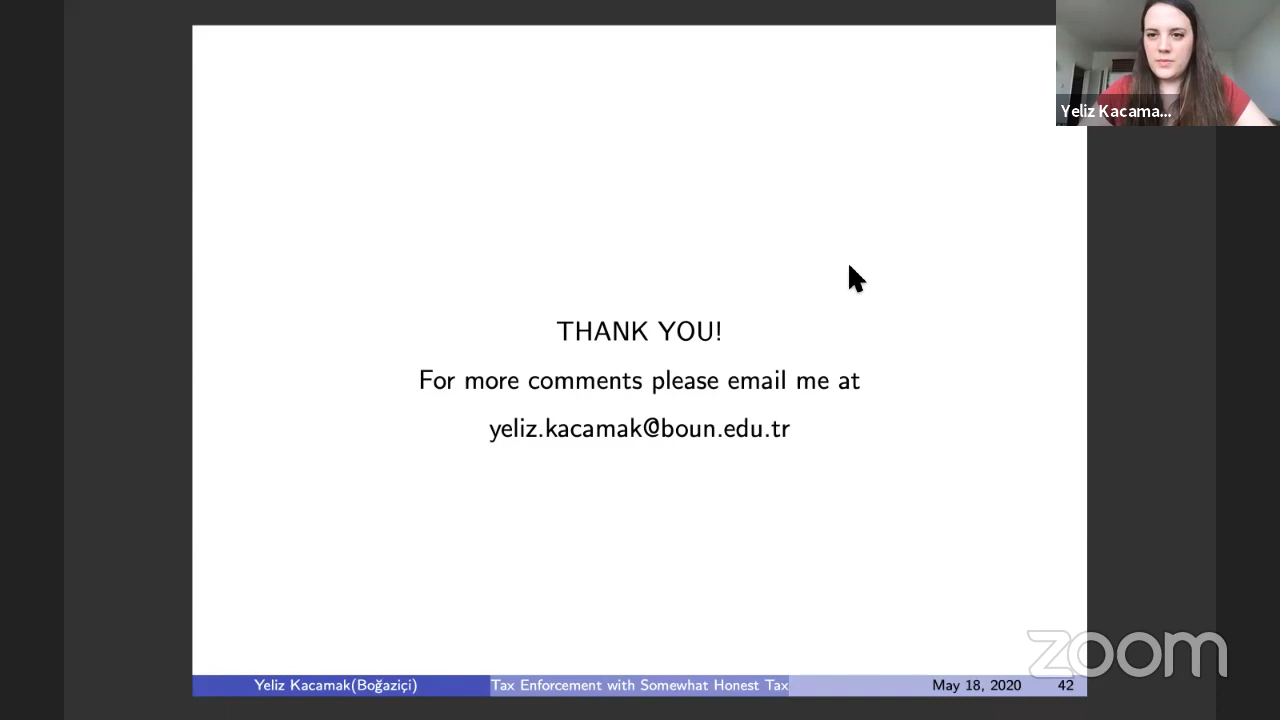 Yeliz Kacama...
THANK YOU!
For more comments please email me at
yeliz.kacamak@boun.edu.tr
zoom
Yeliz Kacamak(Boğaziçi)
Tax Enforcement with Somewhat Honest Tax
May 18, 2020
42